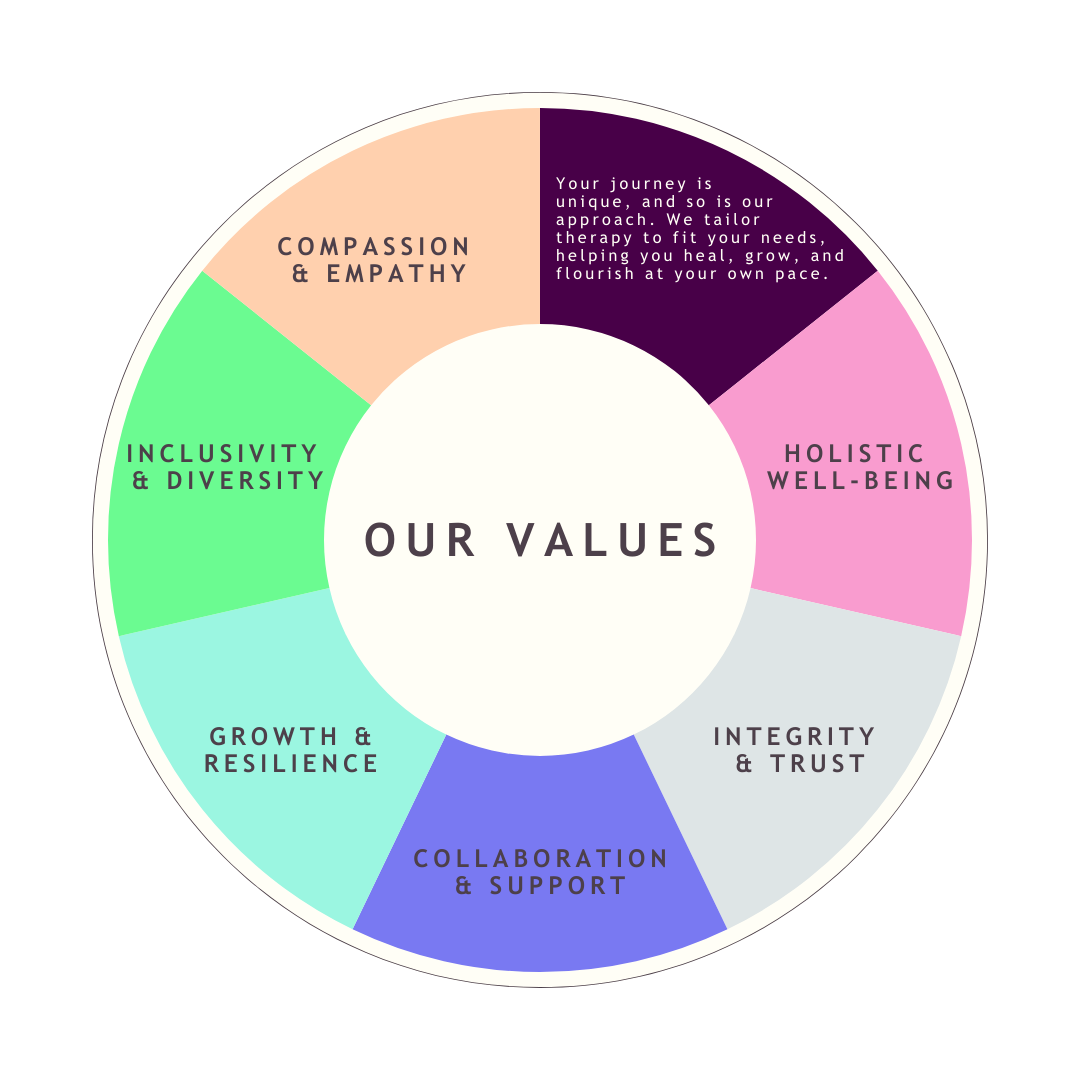 Your journey is
unique, and so is our
approach. We tailor
therapy to fit your needs,
helping you heal, grow, and
flourish at your own pace.
COMPASSION
& EMPATHY
INCLUSIVITY
& DIVERSITY
HOLISTIC
WELL-BEING
OUR VALUES
GROWTH &
RESILIENCE
INTEGRITY
& TRUST
COLLABORATION
& SUPPORT